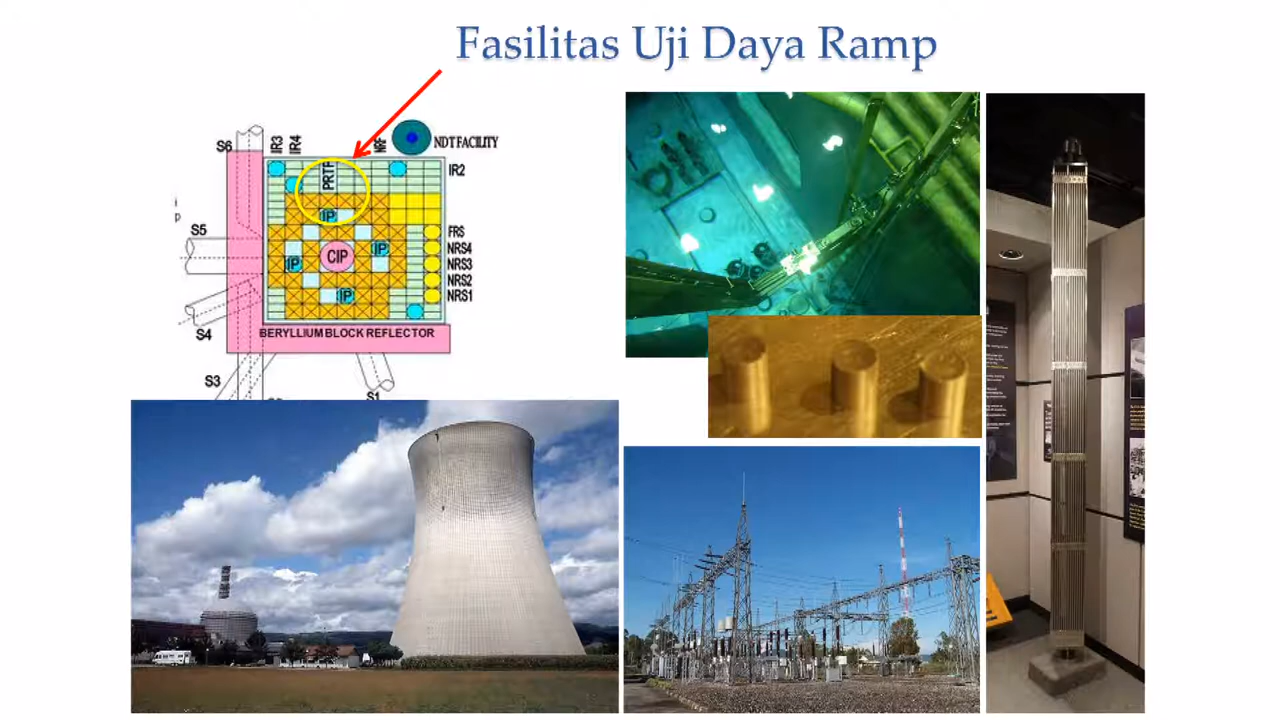 Fasilitas Uji Daya Ramp
S6
IR3
IR4
PRTF
NDT FACILITY
IR2
IP
S5
FRS
CIP
IP
NRS4
IP
NRS3
NRS2
IP
NRS1
S4
BERYLLIUM BLOCK REFLECTOR
S3
S1